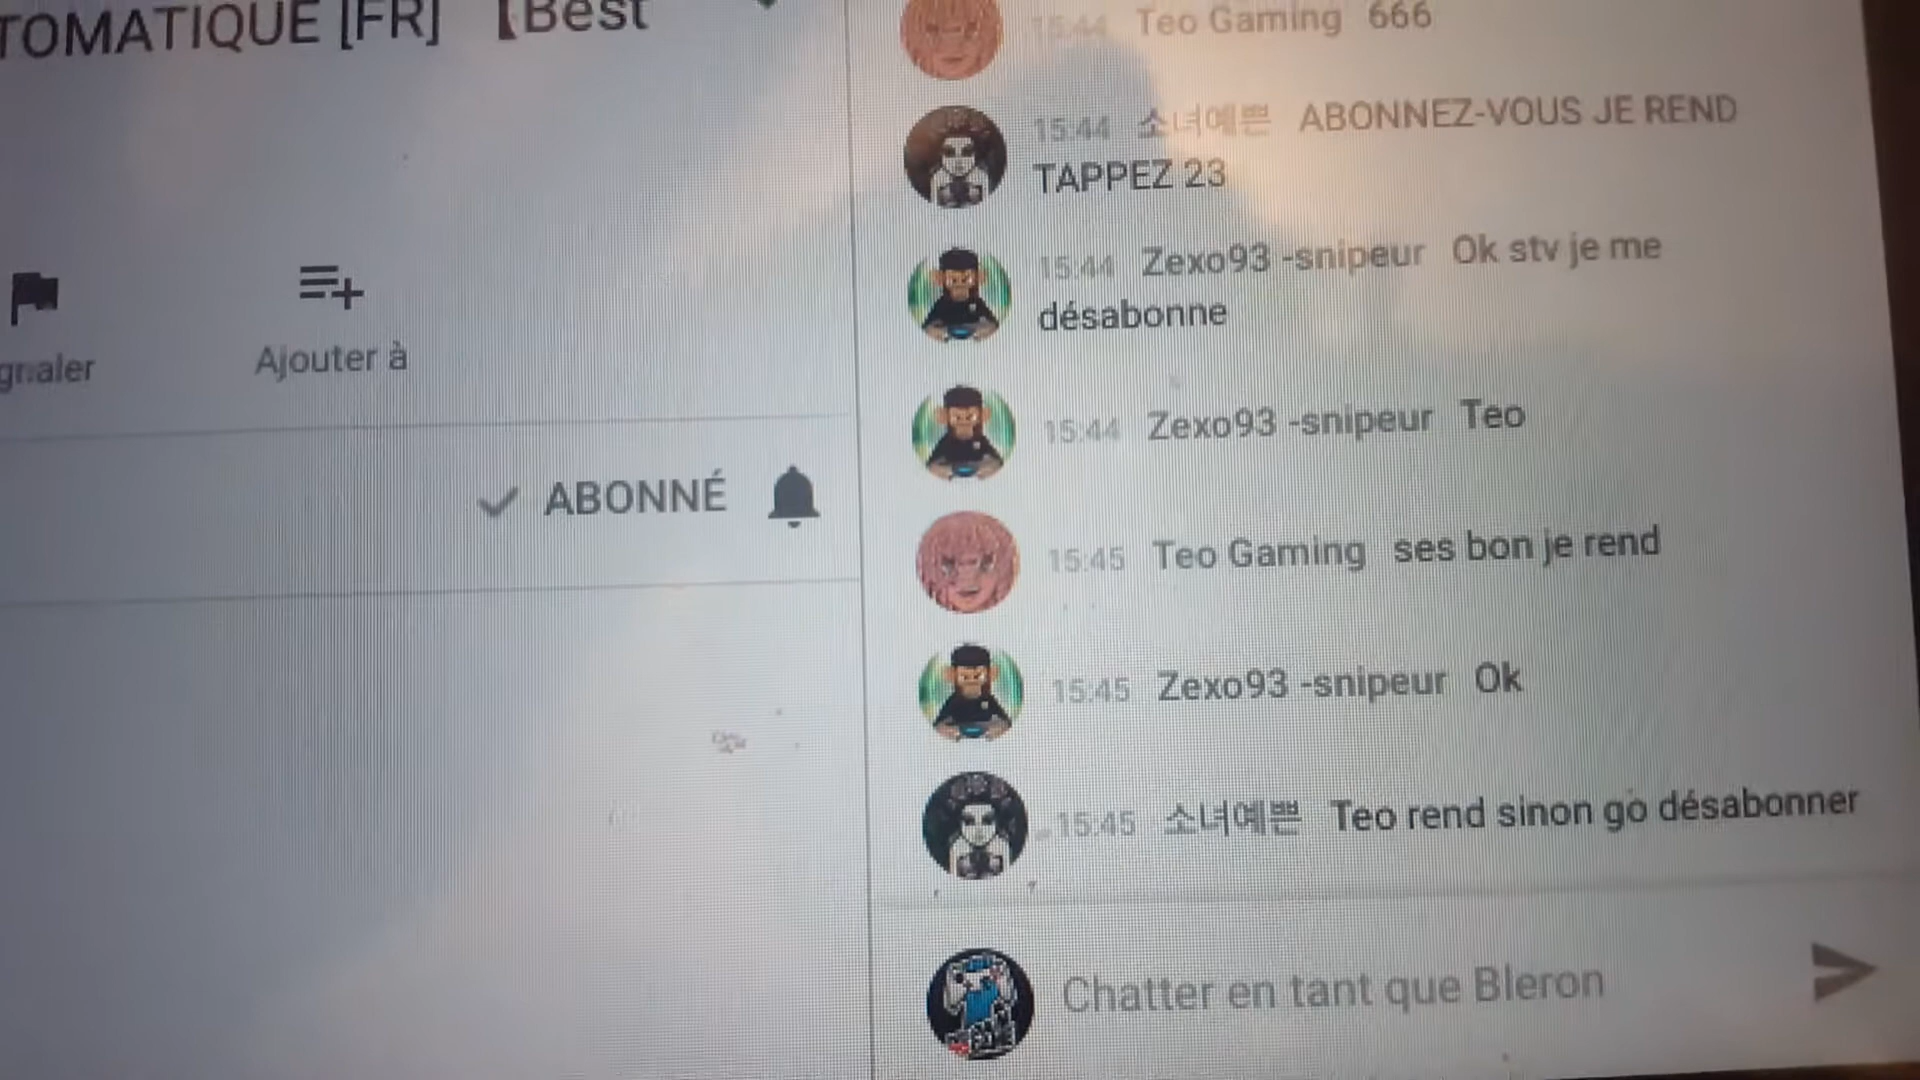 TOMATIQUE [FR] 【Best
gnaler
Ajouter à
ABONNÉ
15:44 Teo Gaming 666
15:44 소녀예쁜 ABONNEZ-VOUS JE REND
TAPPEZ 23
15:44 Zexo93 -snipeur Ok stv je me
désabonne
15:44 Zexo93 -snipeur Teo
15:45 Teo Gaming ses bon je rend
15:45 Zexo93 -snipeur Ok
15:45 소녀예쁜 Teo rend sinon go désabonner
Chatter en tant que Bleron